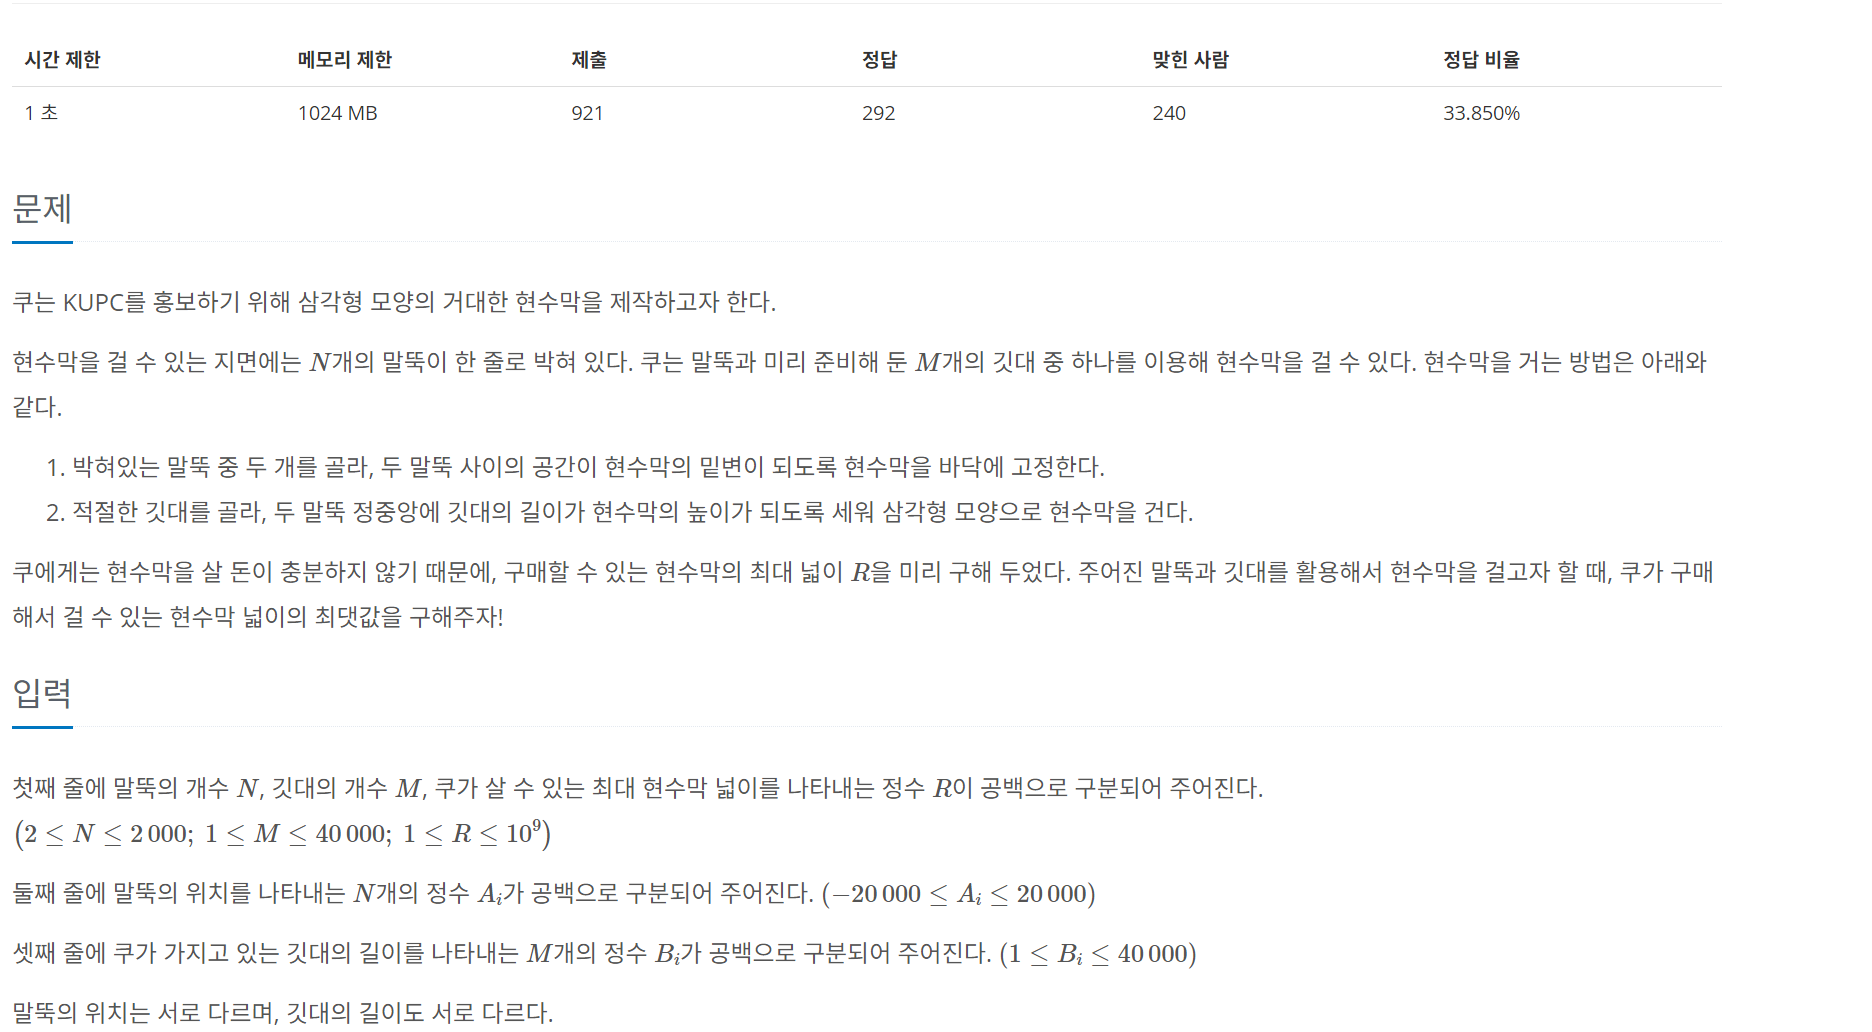 시간 제한 메모리 제한 제출 정답 맞힌 사람 정답 비율
1 초 1024 MB 921 292 240 33.850%
문제
쿠는 KUPC를 홍보하기 위해 삼각형 모양의 거대한 현수막을 제작하고자 한다.
현수막을 걸 수 있는 지면에는 N개의 말뚝이 한 줄로 박혀 있다. 쿠는 말뚝과 미리 준비해 둔 M개의 깃대 중 하나를 이용해 현수막을 걸 수 있다. 현수막을 거는 방법은 아래와
같다.
1. 박혀있는 말뚝 중 두 개를 골라, 두 말뚝 사이의 공간이 현수막의 밑변이 되도록 현수막을 바닥에 고정한다.
2. 적절한 깃대를 골라, 두 말뚝 정중앙에 깃대의 길이가 현수막의 높이가 되도록 세워 삼각형 모양으로 현수막을 건다.
쿠에게는 현수막을 살 돈이 충분하지 않기 때문에, 구매할 수 있는 현수막의 최대 넓이 R을 미리 구해 두었다. 주어진 말뚝과 깃대를 활용해서 현수막을 걸고자 할 때, 쿠가 구매
해서 걸 수 있는 현수막 넓이의 최댓값을 구해주자!
입력
첫째 줄에 말뚝의 개수 N, 깃대의 개수 M, 쿠가 살 수 있는 최대 현수막 넓이를 나타내는 정수 R이 공백으로 구분되어 주어진다.
(2 ≤ N ≤ 2 000; 1 ≤ M ≤ 40 000; 1 ≤ R ≤ 10⁹)
둘째 줄에 말뚝의 위치를 나타내는 N개의 정수 Aᵢ가 공백으로 구분되어 주어진다. (−20 000 ≤ Aᵢ ≤ 20 000)
셋째 줄에 쿠가 가지고 있는 깃대의 길이를 나타내는 M개의 정수 Bᵢ가 공백으로 구분되어 주어진다. (1 ≤ Bᵢ ≤ 40 000)
말뚝의 위치는 서로 다르며, 깃대의 길이도 서로 다르다.